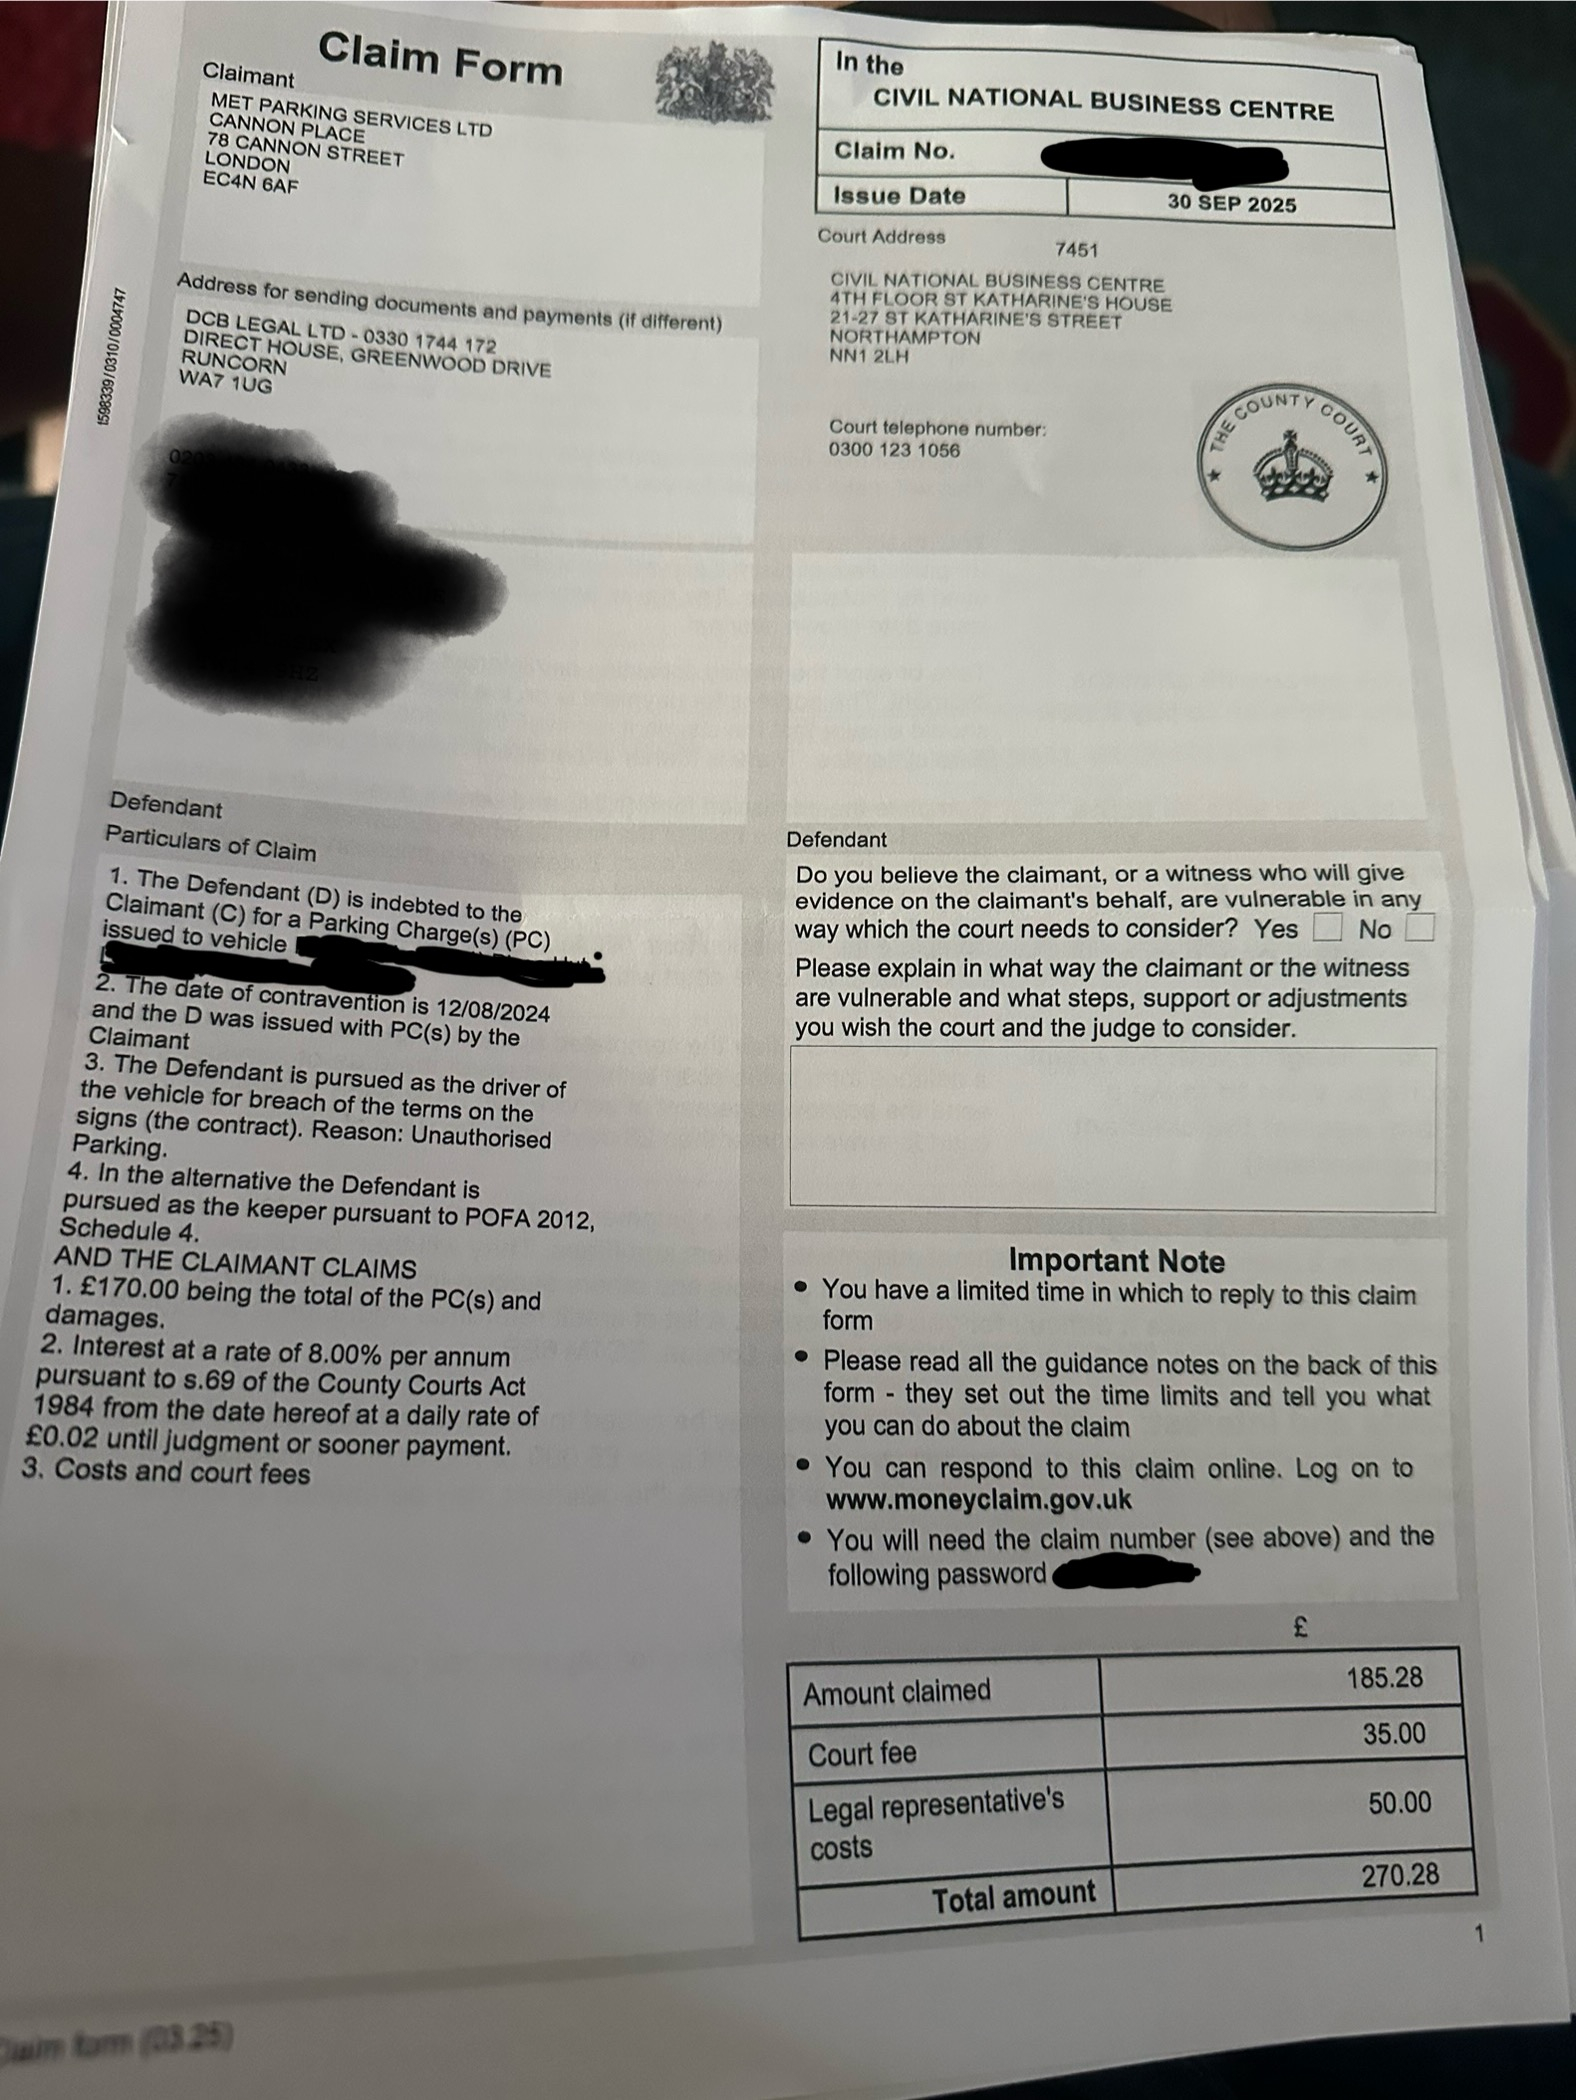 Claim Form
Claimant
MET PARKING SERVICES LTD
CANNON PLACE
78 CANNON STREET
LONDON
EC4N 6AF
In the
CIVIL NATIONAL BUSINESS CENTRE
Claim No.
Issue Date
30 SEP 2025
Court Address
7451
CIVIL NATIONAL BUSINESS CENTRE
4TH FLOOR ST KATHARINE'S HOUSE
21-27 ST KATHARINE'S STREET
NORTHAMPTON
NN1 2LH
Court telephone number:
0300 123 1056
THE COUNTY COURT
Address for sending documents and payments (if different)
DCB LEGAL LTD - 0330 1744 172
DIRECT HOUSE, GREENWOOD DRIVE
RUNCORN
WA7 1UG
Defendant
Particulars of Claim
1. The Defendant (D) is indebted to the
Claimant (C) for a Parking Charge(s) (PC)
issued to vehicle
2. The date of contravention is 12/08/2024
and the D was issued with PC(s) by the
Claimant
3. The Defendant is pursued as the driver of
the vehicle for breach of the terms on the
signs (the contract). Reason: Unauthorised
Parking.
4. In the alternative the Defendant is
pursued as the keeper pursuant to POFA 2012,
Schedule 4.
AND THE CLAIMANT CLAIMS
1. £170.00 being the total of the PC(s) and
damages.
2. Interest at a rate of 8.00% per annum
pursuant to s.69 of the County Courts Act
1984 from the date hereof at a daily rate of
£0.02 until judgment or sooner payment.
3. Costs and court fees
Defendant
Do you believe the claimant, or a witness who will give
evidence on the claimant's behalf, are vulnerable in any
way which the court needs to consider? Yes No
Please explain in what way the claimant or the witness
are vulnerable and what steps, support or adjustments
you wish the court and the judge to consider.
Important Note
• You have a limited time in which to reply to this claim
form
• Please read all the guidance notes on the back of this
form - they set out the time limits and tell you what
you can do about the claim
• You can respond to this claim online. Log on to
www.moneyclaim.gov.uk
• You will need the claim number (see above) and the
following password
£
Amount claimed 185.28
Court fee 35.00
Legal representative's
costs 50.00
Total amount 270.28
1
Claim form (03.25)